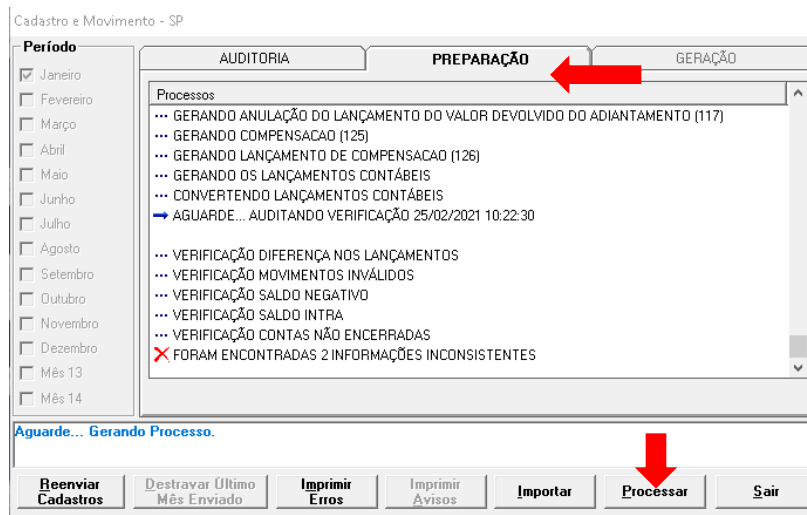 Cadastro e Movimento - SP
Período
Janeiro
Fevereiro
Março
Abril
Maio
Junho
Julho
Agosto
Setembro
Outubro
Novembro
Dezembro
Mês 13
Mês 14
AUDITORIA PREPARAÇÃO GERAÇÃO
Processos
··· GERANDO ANULAÇÃO DO LANÇAMENTO DO VALOR DEVOLVIDO DO ADIANTAMENTO (117)
··· GERANDO COMPENSACAO (125)
··· GERANDO LANÇAMENTO DE COMPENSACAO (126)
··· GERANDO OS LANÇAMENTOS CONTÁBEIS
··· CONVERTENDO LANÇAMENTOS CONTÁBEIS
AGUARDE... AUDITANDO VERIFICAÇÃO 25/02/2021 10:22:30
··· VERIFICAÇÃO DIFERENÇA NOS LANÇAMENTOS
··· VERIFICAÇÃO MOVIMENTOS INVÁLIDOS
··· VERIFICAÇÃO SALDO NEGATIVO
··· VERIFICAÇÃO SALDO INTRA
··· VERIFICAÇÃO CONTAS NÃO ENCERRADAS
FORAM ENCONTRADAS 2 INFORMAÇÕES INCONSISTENTES
Aguarde... Gerando Processo.
Reenviar Cadastros
Destravar Último Mês Enviado
Imprimir Erros
Imprimir Avisos
Importar
Processar
Sair